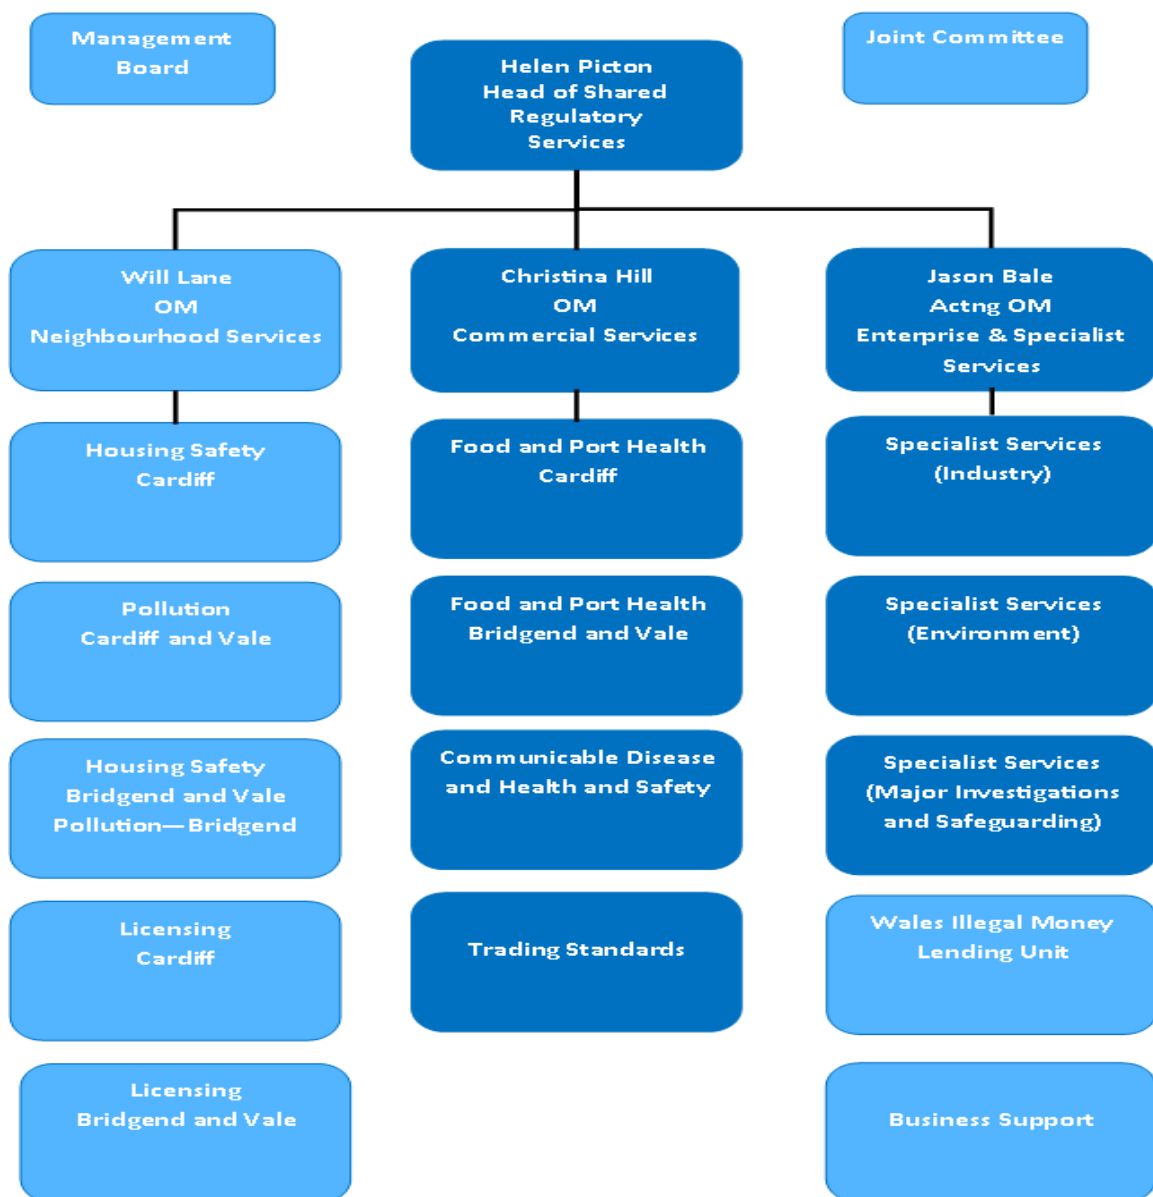 Management
Board
Joint Committee
Helen Picton
Head of Shared
Regulatory
Services
Will Lane
OM
Neighbourhood Services
Christina Hill
OM
Commercial Services
Jason Bale
Actng OM
Enterprise & Specialist
Services
Housing Safety
Cardiff
Food and Port Health
Cardiff
Specialist Services
(Industry)
Pollution
Cardiff and Vale
Food and Port Health
Bridgend and Vale
Specialist Services
(Environment)
Housing Safety
Bridgend and Vale
Pollution—Bridgend
Communicable Disease
and Health and Safety
Specialist Services
(Major Investigations
and Safeguarding)
Licensing
Cardiff
Trading Standards
Wales Illegal Money
Lending Unit
Licensing
Bridgend and Vale
Business Support